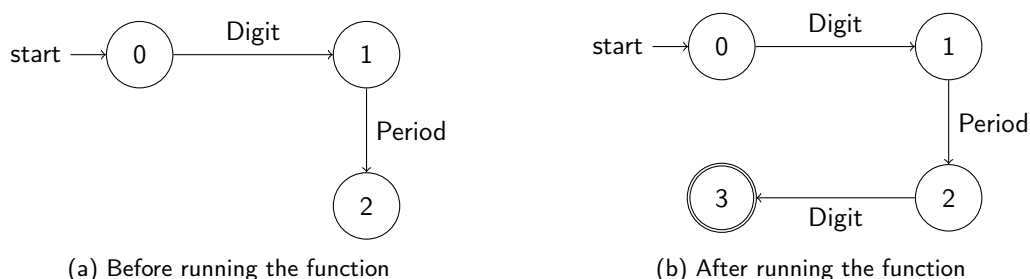 start
0
Digit
1
Period
2
(a) Before running the function
start
0
Digit
1
Period
3
Digit
2
(b) After running the function